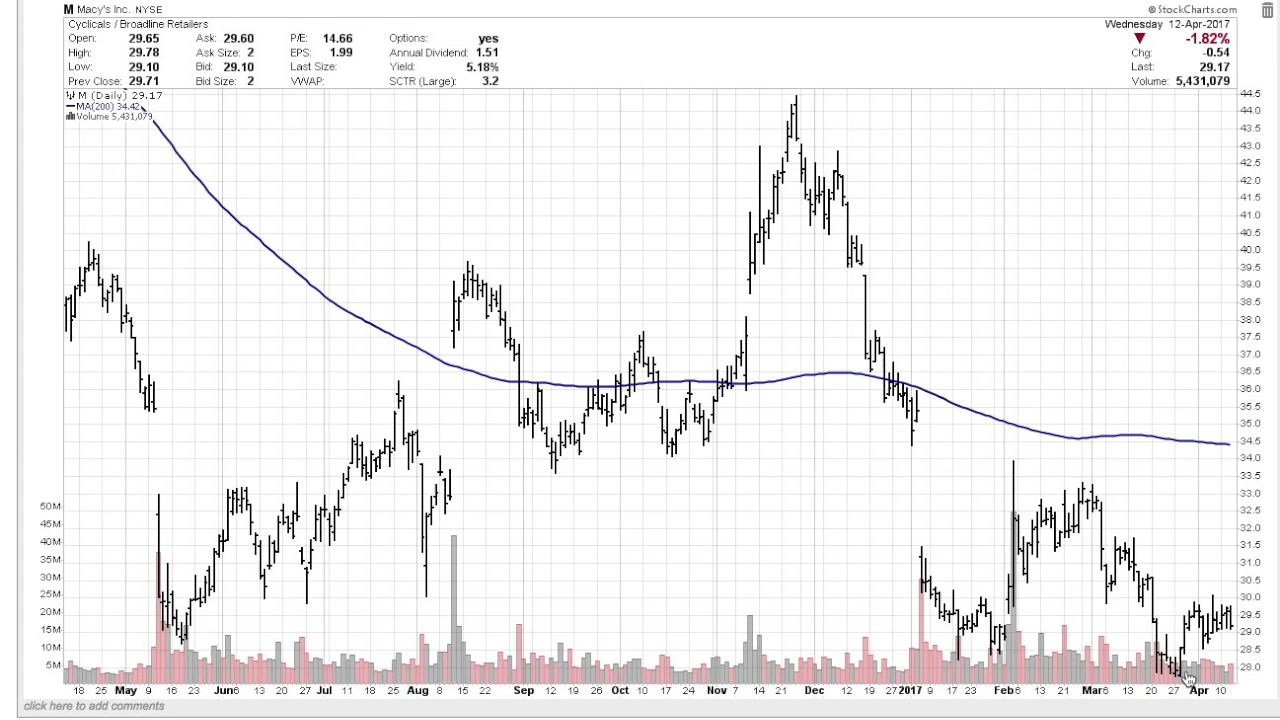 M Macy's Inc. NYSE © StockCharts.com
Cyclicals / Broadline Retailers Wednesday 12-Apr-2017
Open: 29.65 Ask: 29.60 P/E: 14.66 Options: yes -1.82%
High: 29.78 Ask Size: 2 EPS: 1.99 Annual Dividend: 1.51 Chg: -0.54
Low: 29.10 Bid: 29.10 Last Size: Yield: 5.18% Last: 29.17
Prev Close: 29.71 Bid Size: 2 VWAP: SCTR (Large): 3.2 Volume: 5,431,079
M (Daily) 29.17
MA(200) 34.42
Volume 5,431,079
44.5
44.0
43.5
43.0
42.5
42.0
41.5
41.0
40.5
40.0
39.5
39.0
38.5
38.0
37.5
37.0
36.5
36.0
35.5
35.0
34.5
34.0
33.5
33.0
32.5
32.0
31.5
31.0
30.5
30.0
29.5
29.0
28.5
28.0
50M
45M
40M
35M
30M
25M
20M
15M
10M
5M
18 25 May 9 16 23 Jun 6 13 20 27 Jul 11 18 25 Aug 8 15 22 Sep 12 19 26 Oct 10 17 24 Nov 14 21 Dec 12 19 27 2017 9 17 23 Feb 6 13 21 Mar 6 13 20 27 Apr 10
click here to add comments